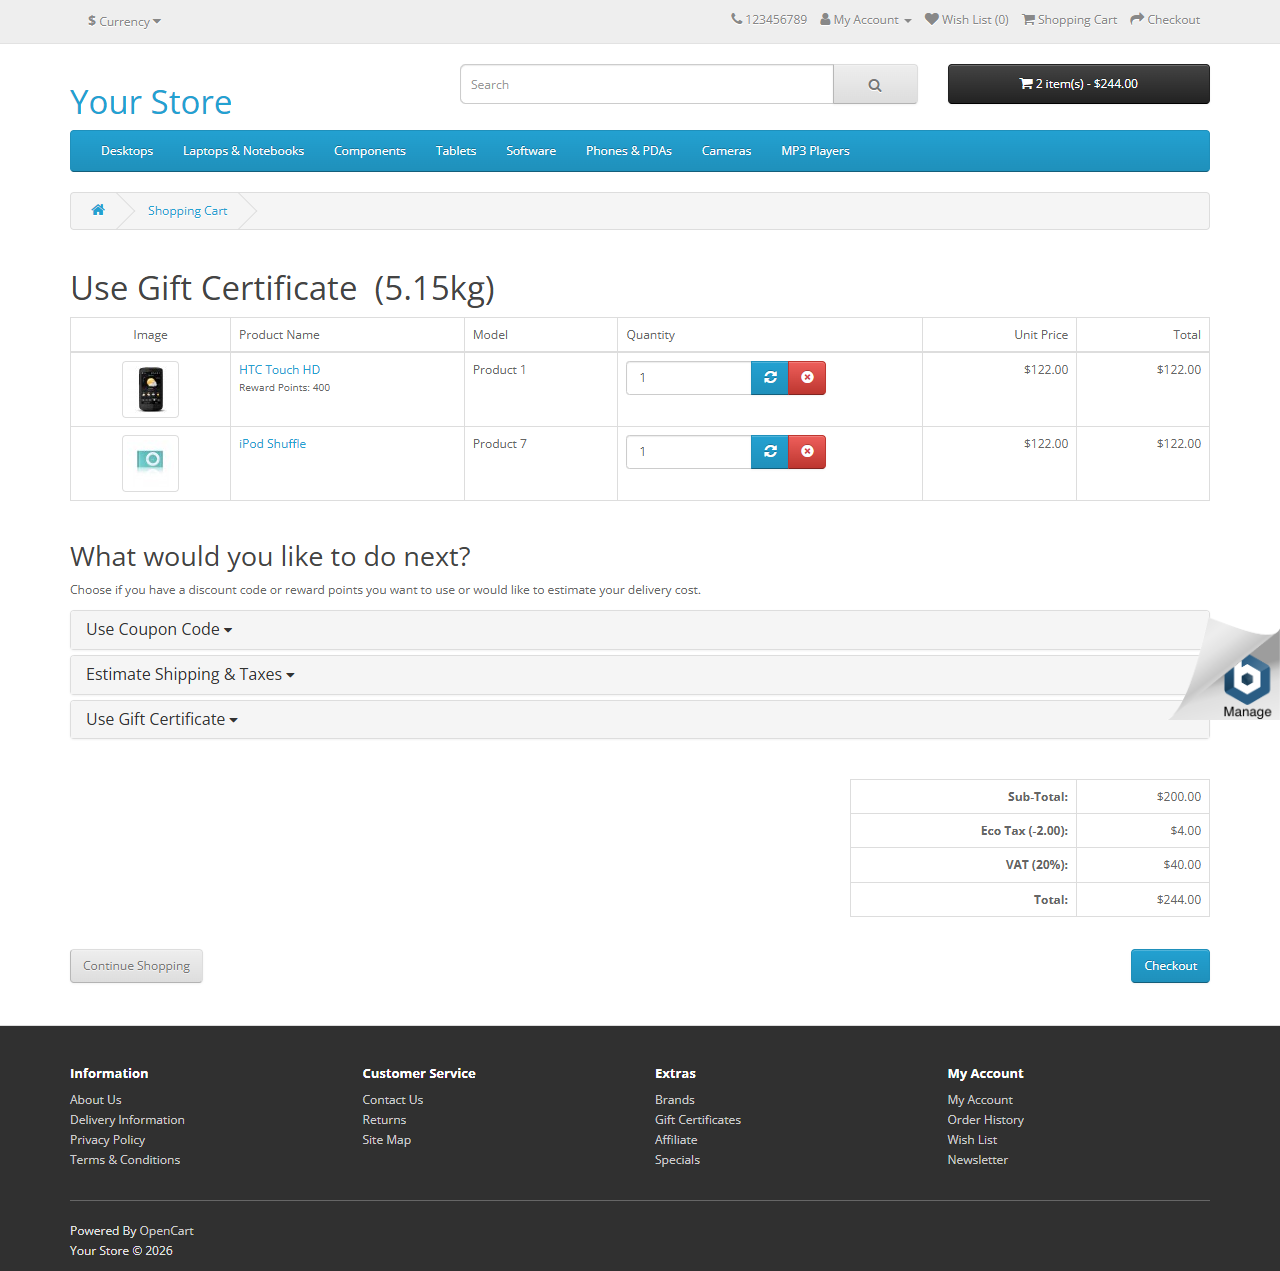 $ Currency
123456789 My Account Wish List (0) Shopping Cart Checkout
Your Store
Search
2 item(s) - $244.00
Desktops Laptops & Notebooks Components Tablets Software Phones & PDAs Cameras MP3 Players
Shopping Cart
Use Gift Certificate (5.15kg)
Image Product Name Model Quantity Unit Price Total
HTC Touch HD Product 1 1 $122.00 $122.00
Reward Points: 400
iPod Shuffle Product 7 1 $122.00 $122.00
What would you like to do next?
Choose if you have a discount code or reward points you want to use or would like to estimate your delivery cost.
Use Coupon Code
Estimate Shipping & Taxes
Use Gift Certificate
Manage
Sub-Total: $200.00
Eco Tax (-2.00): $4.00
VAT (20%): $40.00
Total: $244.00
Continue Shopping Checkout
Information Customer Service Extras My Account
About Us Contact Us Brands My Account
Delivery Information Returns Gift Certificates Order History
Privacy Policy Site Map Affiliate Wish List
Terms & Conditions Specials Newsletter
Powered By OpenCart
Your Store © 2026